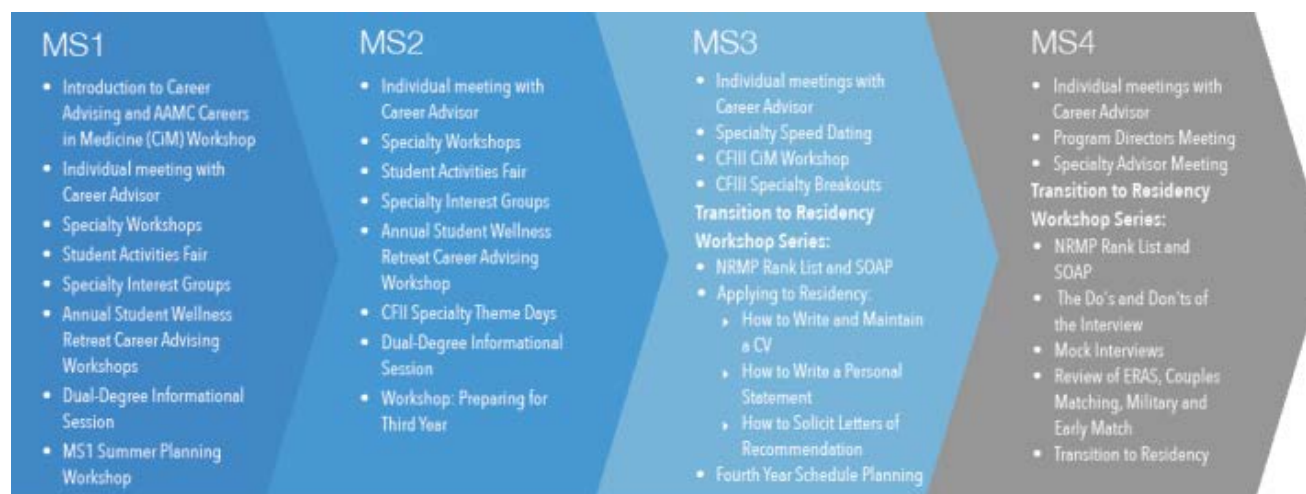 MS1
• Introduction to Career
Advising and AAMC Careers
in Medicine (CiM) Workshop
• Individual meeting with
Career Advisor
• Specialty Workshops
• Student Activities Fair
• Specialty Interest Groups
• Annual Student Wellness
Retreat Career Advising
Workshops
• Dual-Degree Informational
Session
• MS1 Summer Planning
Workshop
MS2
• Individual meeting with
Career Advisor
• Specialty Workshops
• Student Activities Fair
• Specialty Interest Groups
• Annual Student Wellness
Retreat Career Advising
Workshop
• CFII Specialty Theme Days
• Dual-Degree Informational
Session
• Workshop: Preparing for
Third Year
MS3
• Individual meetings with
Career Advisor
• Specialty Speed Dating
• CFIII CiM Workshop
• CFIII Specialty Breakouts
Transition to Residency
Workshop Series:
• NRMP Rank List and SOAP
• Applying to Residency:
▸ How to Write and Maintain
a CV
▸ How to Write a Personal
Statement
▸ How to Solicit Letters of
Recommendation
• Fourth Year Schedule Planning
MS4
• Individual meetings with
Career Advisor
• Program Directors Meeting
• Specialty Advisor Meeting
Transition to Residency
Workshop Series:
• NRMP Rank List and
SOAP
• The Do's and Don'ts of
the Interview
• Mock Interviews
• Review of ERAS, Couples
Matching, Military and
Early Match
• Transition to Residency